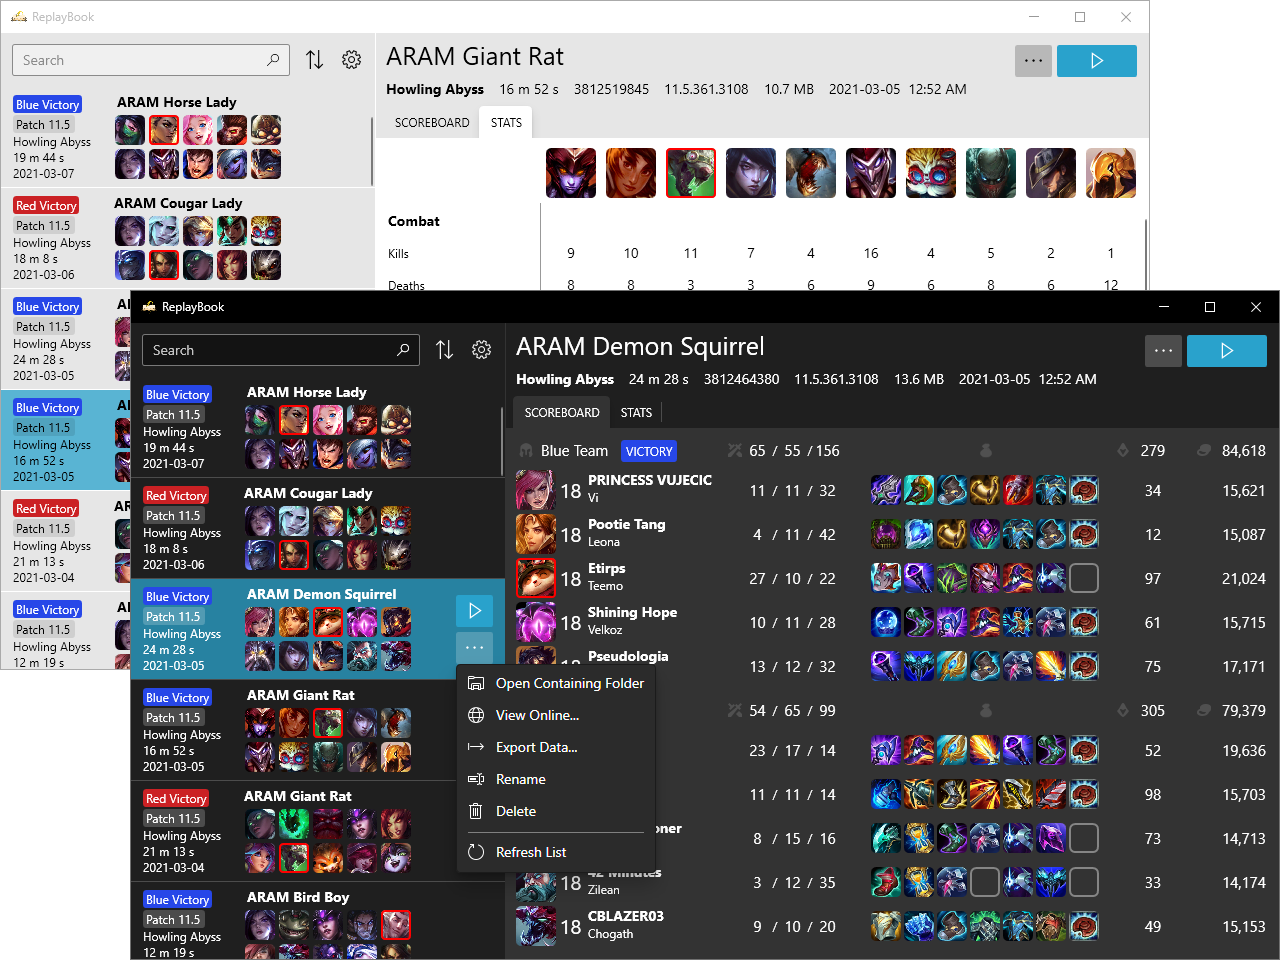 ReplayBook
Search
Blue Victory
ARAM Horse Lady
Patch 11.5
Howling Abyss
19 m 44 s
2021-03-07
Red Victory
ARAM Cougar Lady
Patch 11.5
Howling Abyss
18 m 8 s
2021-03-06
Blue Victory
Patch 11.5
Howling Abyss
24 m 28 s
2021-03-05
Blue Victory
Patch 11.5
Howling Abyss
16 m 52 s
2021-03-05
Red Victory
Patch 11.5
Howling Abyss
21 m 13 s
2021-03-04
Blue Victory
Patch 11.5
Howling Abyss
12 m 19 s
ARAM Giant Rat
Howling Abyss 16 m 52 s 3812519845 11.5.361.3108 10.7 MB 2021-03-05 12:52 AM
SCOREBOARD STATS
Combat
Kills 9 10 11 7 4 16 4 5 2 1
Deaths 8 8 3 3 6 9 6 8 6 12
ReplayBook
Search
Blue Victory
ARAM Horse Lady
Patch 11.5
Howling Abyss
19 m 44 s
2021-03-07
Red Victory
ARAM Cougar Lady
Patch 11.5
Howling Abyss
18 m 8 s
2021-03-06
Blue Victory
ARAM Demon Squirrel
Patch 11.5
Howling Abyss
24 m 28 s
2021-03-05
Blue Victory
ARAM Giant Rat
Patch 11.5
Howling Abyss
16 m 52 s
2021-03-05
Red Victory
ARAM Giant Rat
Patch 11.5
Howling Abyss
21 m 13 s
2021-03-04
Blue Victory
ARAM Bird Boy
Patch 11.5
Howling Abyss
12 m 19 s
Open Containing Folder
View Online...
Export Data...
Rename
Delete
Refresh List
ARAM Demon Squirrel
Howling Abyss 24 m 28 s 3812464380 11.5.361.3108 13.6 MB 2021-03-05 12:52 AM
SCOREBOARD STATS
Blue Team VICTORY 65 / 55 / 156 279 84,618
18 PRINCESS VUJECIC
Vi
11 / 11 / 32 34 15,621
18 Pootie Tang
Leona
4 / 11 / 42 12 15,087
18 Etirps
Teemo
27 / 10 / 22 97 21,024
18 Shining Hope
Velkoz
10 / 11 / 28 61 15,715
18 Pseudologia
13 / 12 / 32 75 17,171
54 / 65 / 99 305 79,379
23 / 17 / 14 52 19,636
11 / 11 / 14 98 15,703
8 / 15 / 16 73 14,713
18 42 Minutes
Zilean
3 / 12 / 35 33 14,174
18 CBLAZER03
Chogath
9 / 10 / 20 49 15,153